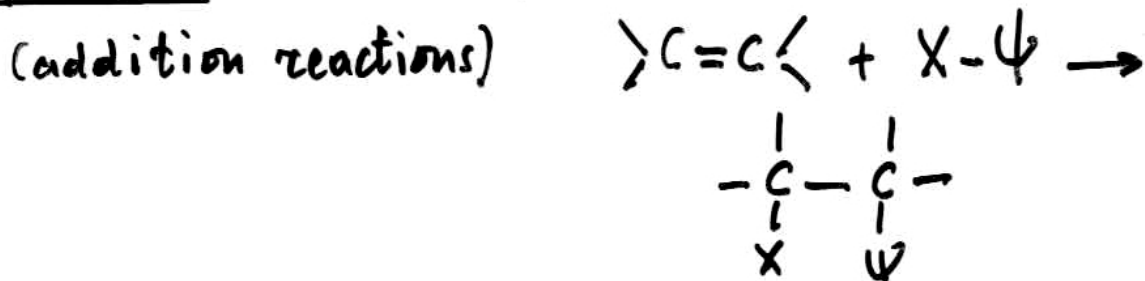 (addition reactions) >C=C< + X-Ψ →
-C-C-
X Ψ